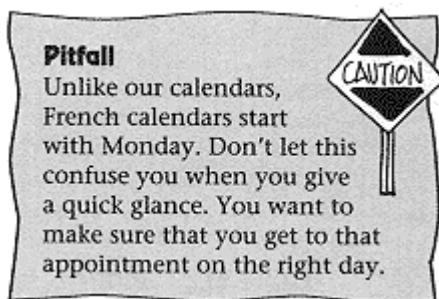 Pitfall
CAUTION
Unlike our calendars,
French calendars start
with Monday. Don't let this
confuse you when you give
a quick glance. You want to
make sure that you get to that
appointment on the right day.